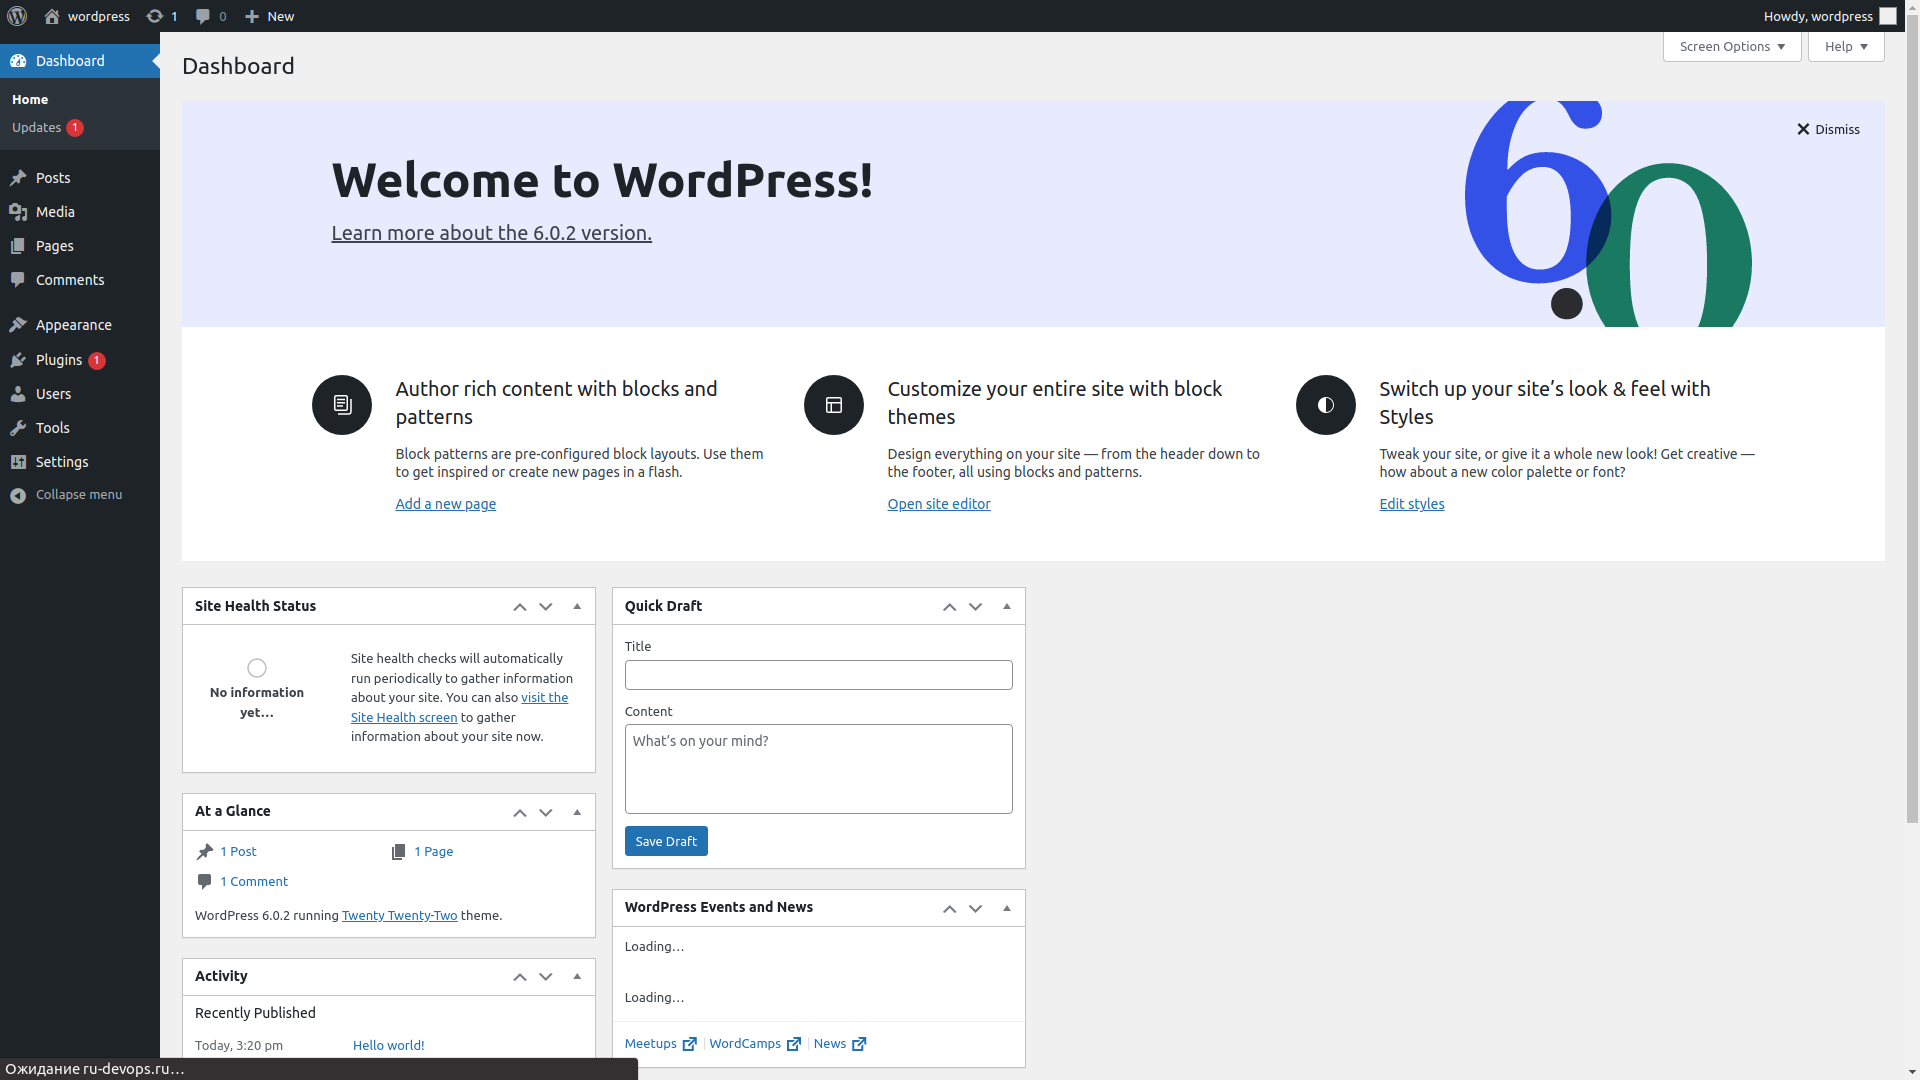 wordpress 1 0 New Howdy, wordpress
Dashboard
Home
Updates 1
Posts
Media
Pages
Comments
Appearance
Plugins 1
Users
Tools
Settings
Collapse menu
Screen Options Help
Dashboard
Dismiss
Welcome to WordPress!
Learn more about the 6.0.2 version.
6.0
Author rich content with blocks and
patterns
Block patterns are pre-configured block layouts. Use them
to get inspired or create new pages in a flash.
Add a new page
Customize your entire site with block
themes
Design everything on your site — from the header down to
the footer, all using blocks and patterns.
Open site editor
Switch up your site’s look & feel with
Styles
Tweak your site, or give it a whole new look! Get creative —
how about a new color palette or font?
Edit styles
Site Health Status
No information
yet…
Site health checks will automatically
run periodically to gather information
about your site. You can also visit the
Site Health screen to gather
information about your site now.
At a Glance
1 Post 1 Page
1 Comment
WordPress 6.0.2 running Twenty Twenty-Two theme.
Activity
Recently Published
Today, 3:20 pm Hello world!
Quick Draft
Title
Content
What’s on your mind?
Save Draft
WordPress Events and News
Loading…
Loading…
Meetups | WordCamps | News
Ожидание ru-devops.ru…